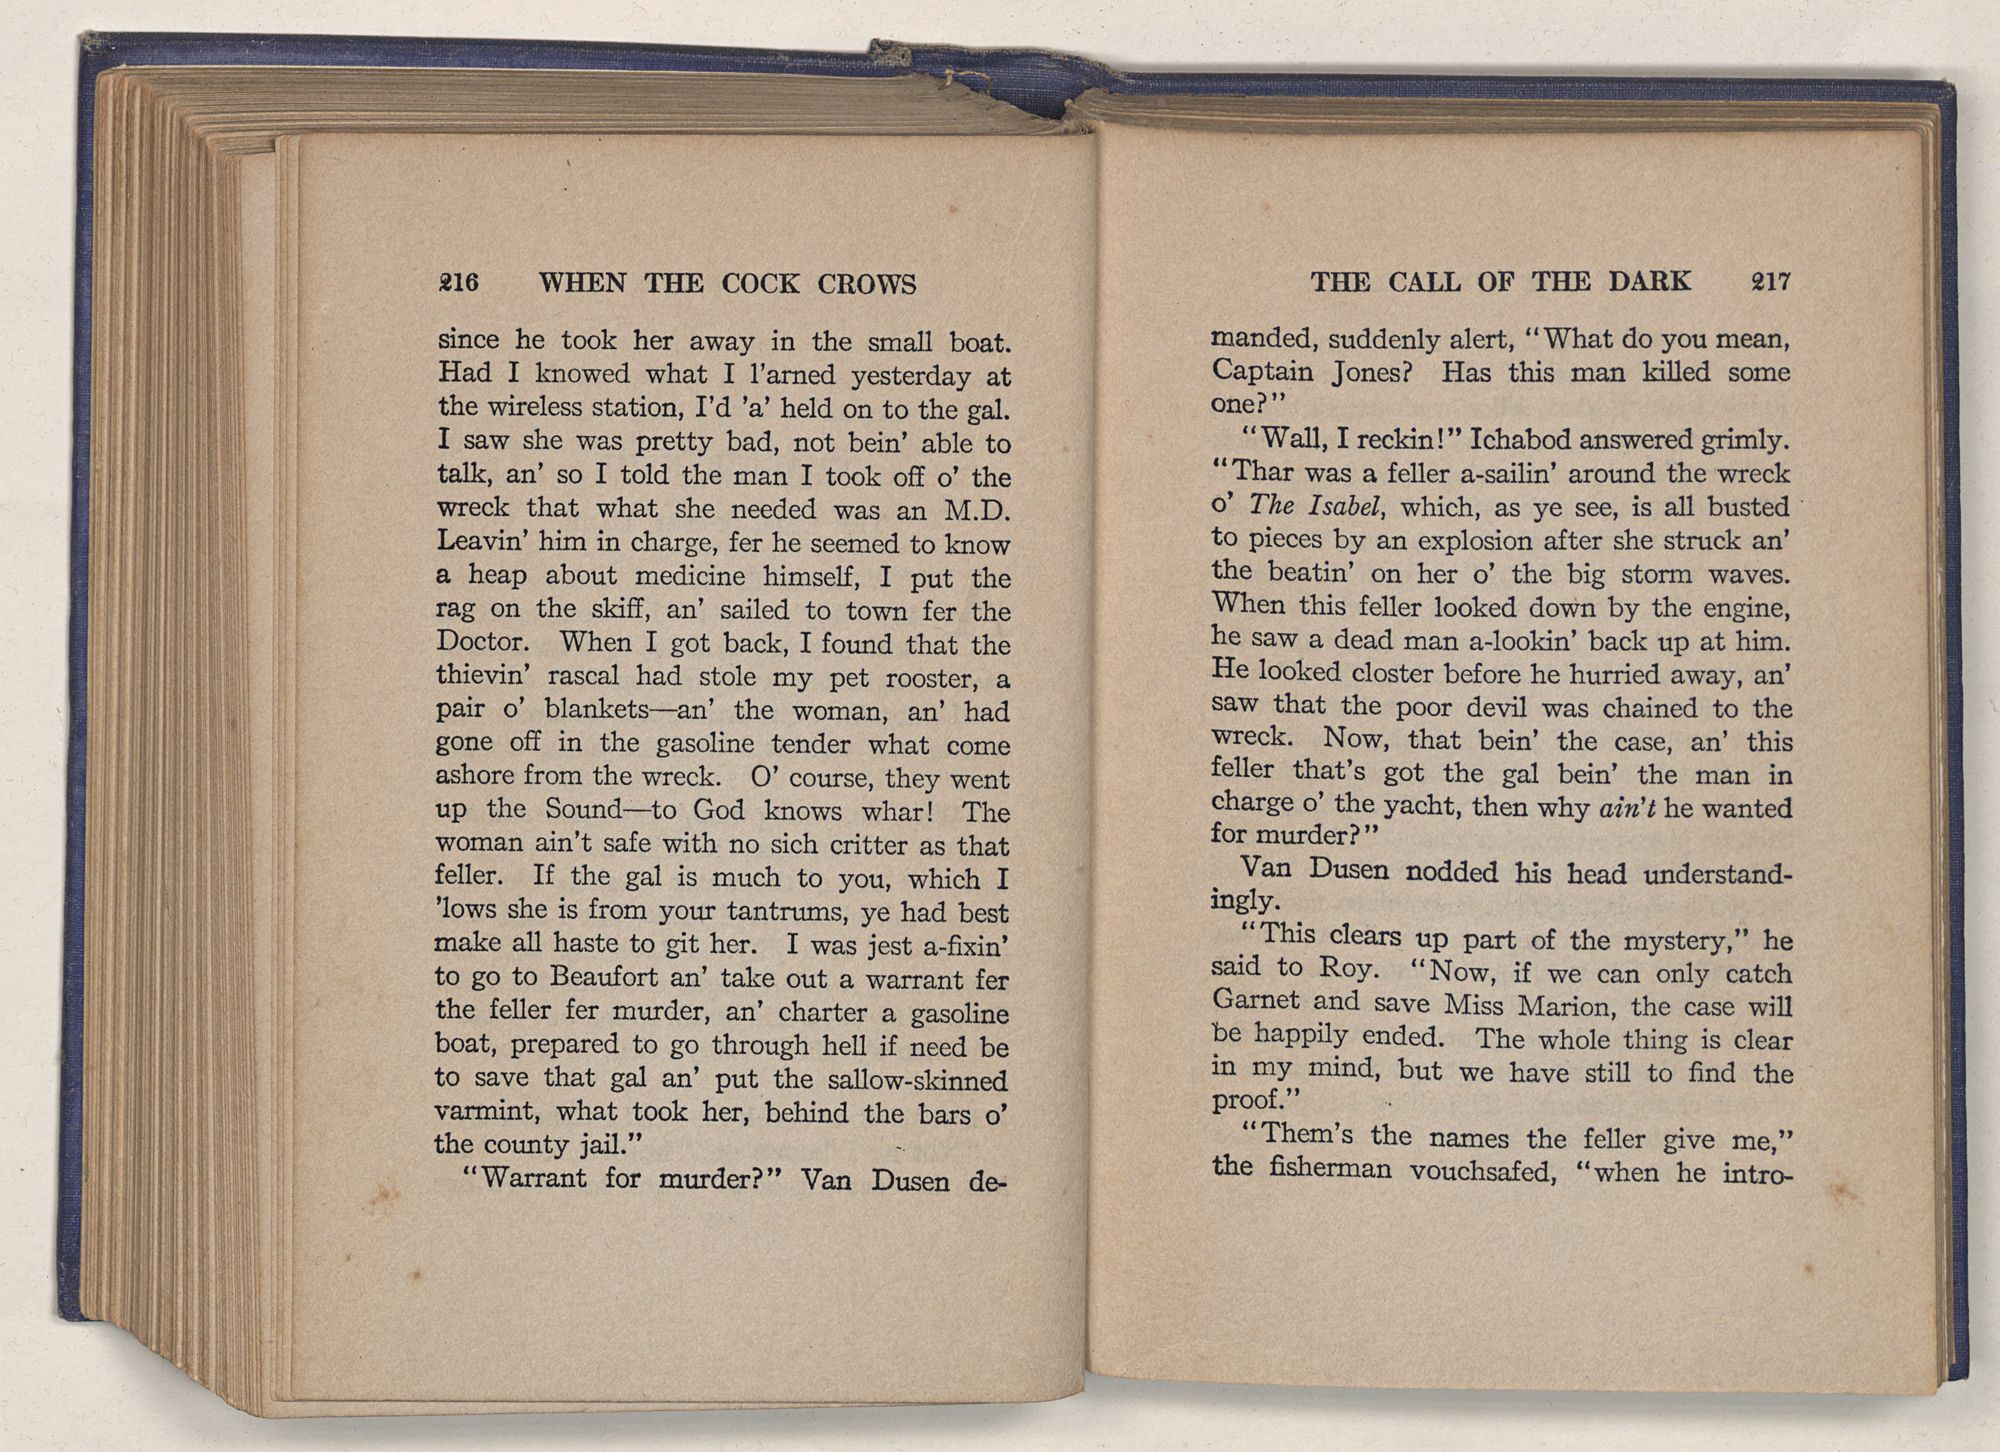 216 WHEN THE COCK CROWS
since he took her away in the small boat.
Had I knowed what I l'arned yesterday at
the wireless station, I'd 'a' held on to the gal.
I saw she was pretty bad, not bein' able to
talk, an' so I told the man I took off o' the
wreck that what she needed was an M.D.
Leavin' him in charge, fer he seemed to know
a heap about medicine himself, I put the
rag on the skiff, an' sailed to town fer the
Doctor. When I got back, I found that the
thievin' rascal had stole my pet rooster, a
pair o' blankets—an' the woman, an' had
gone off in the gasoline tender what come
ashore from the wreck. O' course, they went
up the Sound—to God knows whar! The
woman ain't safe with no sich critter as that
feller. If the gal is much to you, which I
'lows she is from your tantrums, ye had best
make all haste to git her. I was jest a-fixin'
to go to Beaufort an' take out a warrant fer
the feller fer murder, an' charter a gasoline
boat, prepared to go through hell if need be
to save that gal an' put the sallow-skinned
varmint, what took her, behind the bars o'
the county jail."
"Warrant for murder?" Van Dusen de-
THE CALL OF THE DARK 217
manded, suddenly alert, "What do you mean,
Captain Jones? Has this man killed some
one?"
"Wall, I reckin!" Ichabod answered grimly.
"Thar was a feller a-sailin' around the wreck
o' The Isabel, which, as ye see, is all busted
to pieces by an explosion after she struck an'
the beatin' on her o' the big storm waves.
When this feller looked down by the engine,
he saw a dead man a-lookin' back up at him.
He looked closter before he hurried away, an'
saw that the poor devil was chained to the
wreck. Now, that bein' the case, an' this
feller that's got the gal bein' the man in
charge o' the yacht, then why ain't he wanted
for murder?"
Van Dusen nodded his head understand-
ingly.
"This clears up part of the mystery," he
said to Roy. "Now, if we can only catch
Garnet and save Miss Marion, the case will
be happily ended. The whole thing is clear
in my mind, but we have still to find the
proof."
"Them's the names the feller give me,"
the fisherman vouchsafed, "when he intro-